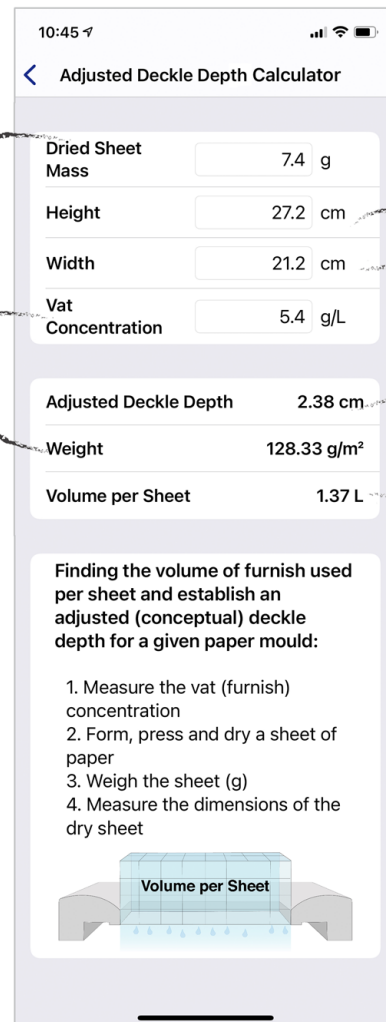 10:45
Adjusted Deckle Depth Calculator
Dried Sheet
Mass
7.4 g
Height
27.2 cm
Width
21.2 cm
Vat
Concentration
5.4 g/L
Adjusted Deckle Depth
2.38 cm
Weight
128.33 g/m²
Volume per Sheet
1.37 L
Finding the volume of furnish used
per sheet and establish an
adjusted (conceptual) deckle
depth for a given paper mould:
1. Measure the vat (furnish)
concentration
2. Form, press and dry a sheet of
paper
3. Weigh the sheet (g)
4. Measure the dimensions of the
dry sheet
Volume per Sheet